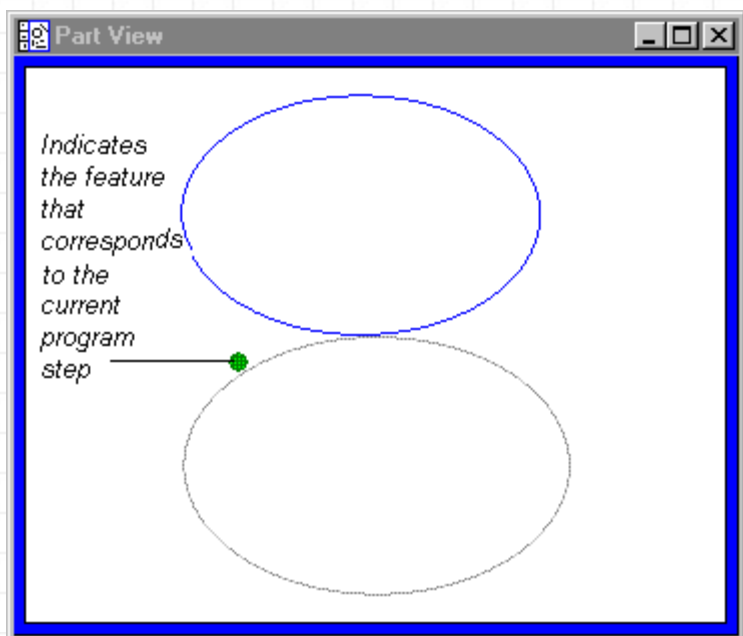 Part View
Indicates
the feature
that
corresponds
to the
current
program
step